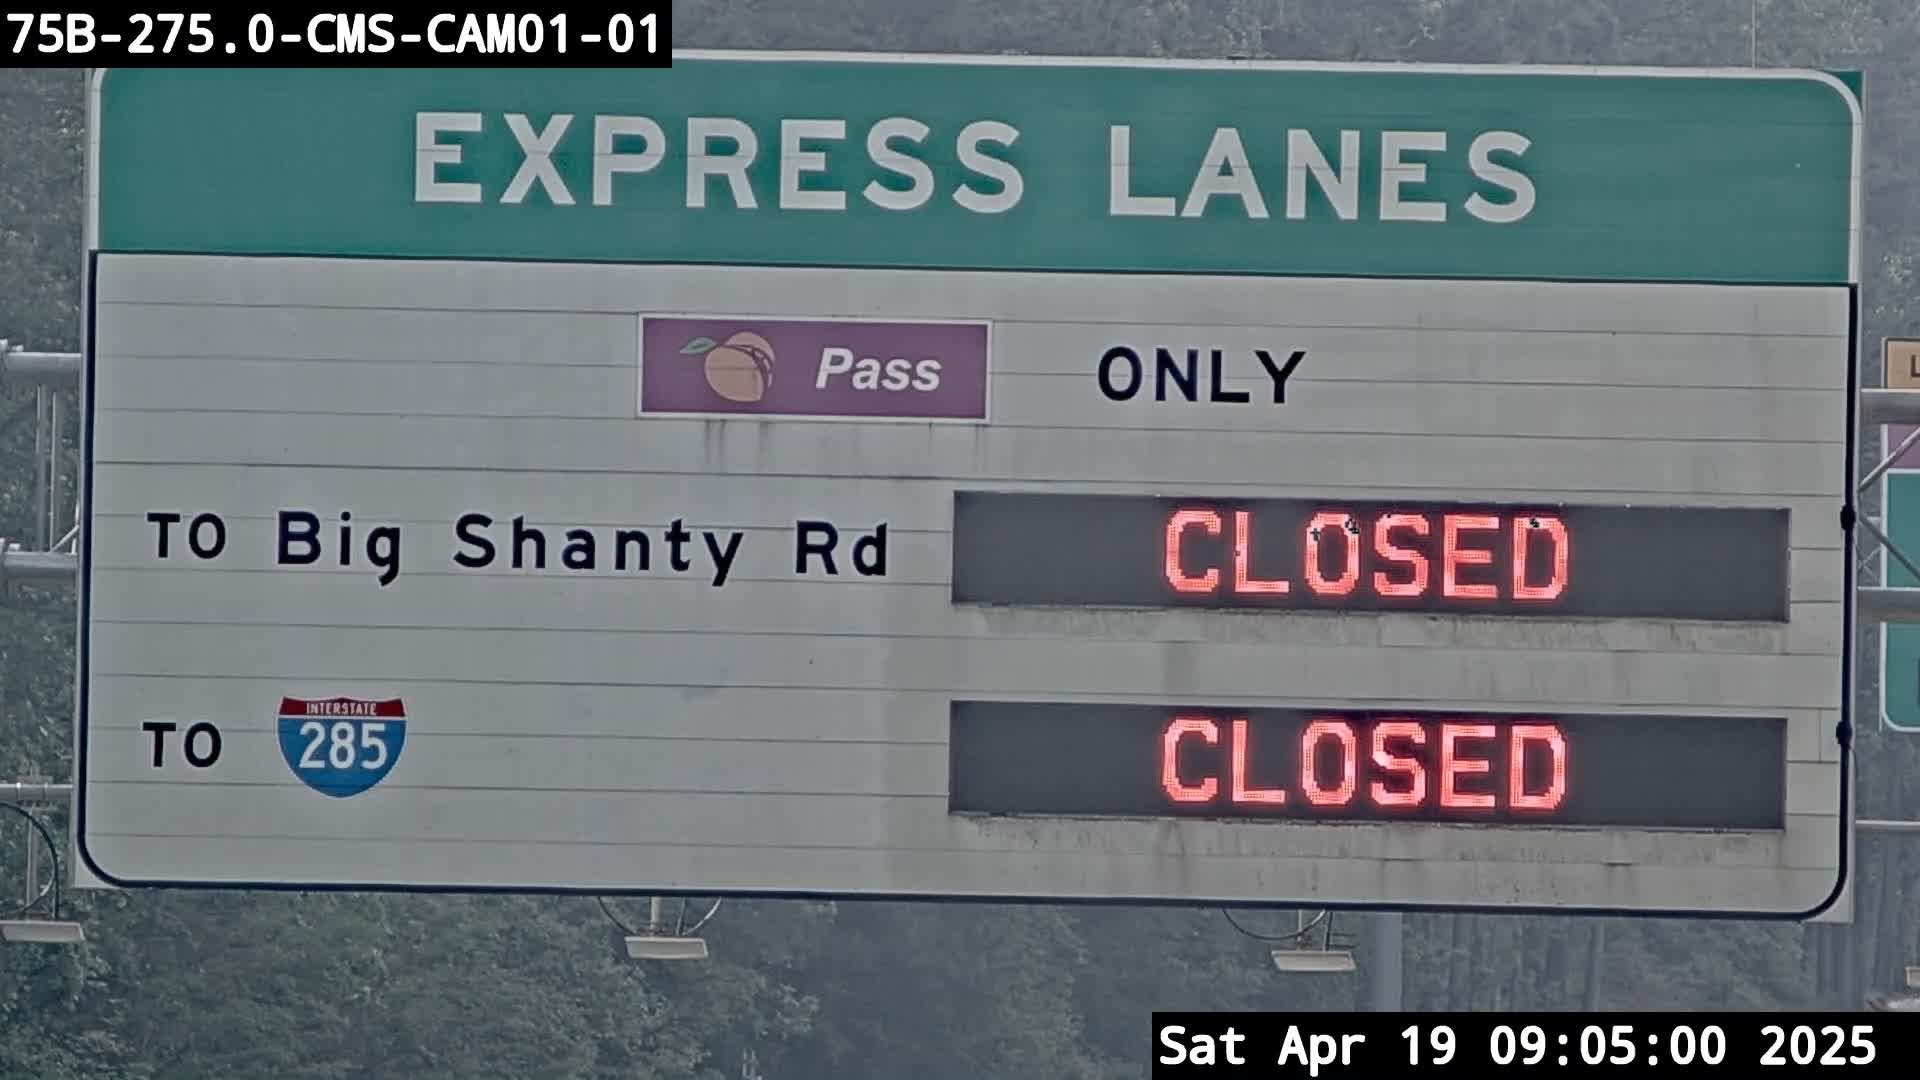 75B-275.0-CMS-CAM01-01
EXPRESS LANES
Pass ONLY
TO Big Shanty Rd CLOSED
TO INTERSTATE 285 CLOSED
Sat Apr 19 09:05:00 2025